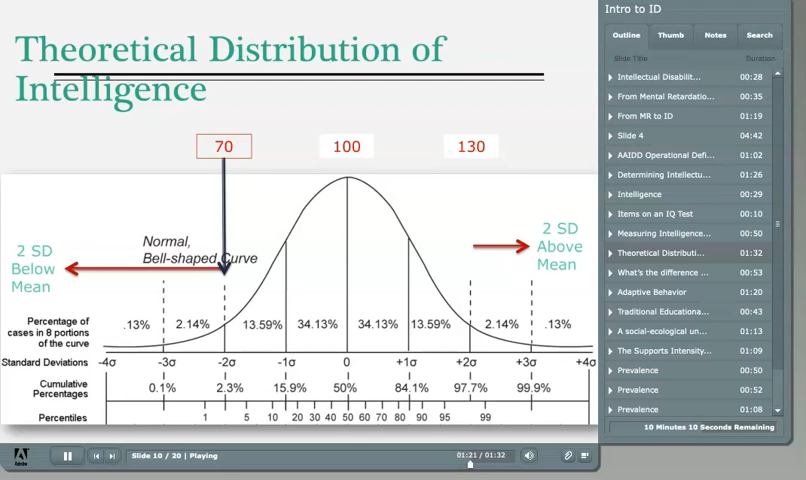 Theoretical Distribution of
Intelligence
70
100
130
Normal,
Bell-shaped Curve
2 SD
Below
Mean
2 SD
Above
Mean
Percentage of
cases in 8 portions
of the curve
.13%
2.14%
13.59%
34.13%
34.13%
13.59%
2.14%
.13%
Standard Deviations
-4σ
-3σ
-2σ
-1σ
0
+1σ
+2σ
+3σ
+4σ
Cumulative
Percentages
0.1%
2.3%
15.9%
50%
84.1%
97.7%
99.9%
Percentiles
1
5
10
20
30
40
50
60
70
80
90
95
99
Adobe
Slide 10 / 20 | Playing
01:21 / 01:32
Intro to ID
Outline
Thumb
Notes
Search
Slide Title Duration
Intellectual Disabilit... 00:28
From Mental Retardatio... 00:35
From MR to ID 01:19
Slide 4 04:42
AAIDD Operational Defi... 01:02
Determining Intellectu... 01:26
Intelligence 00:29
Items on an IQ Test 00:10
Measuring Intelligence... 00:50
Theoretical Distributi... 01:32
What's the difference ... 00:53
Adaptive Behavior 01:20
Traditional Educationa... 00:43
A social-ecological un... 01:13
The Supports Intensity... 01:09
Prevalence 00:50
Prevalence 00:52
Prevalence 01:08
10 Minutes 10 Seconds Remaining